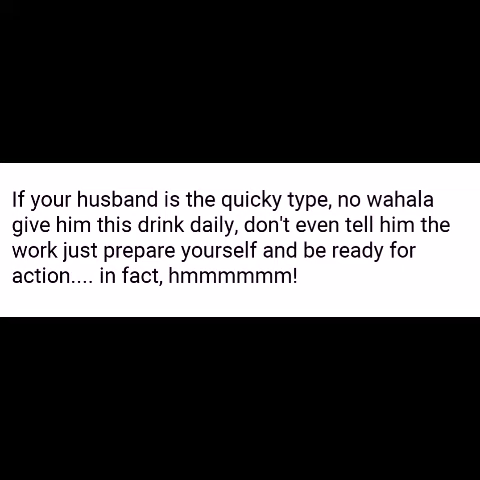 If your husband is the quicky type, no wahala
give him this drink daily, don't even tell him the
work just prepare yourself and be ready for
action.... in fact, hmmmmmm!